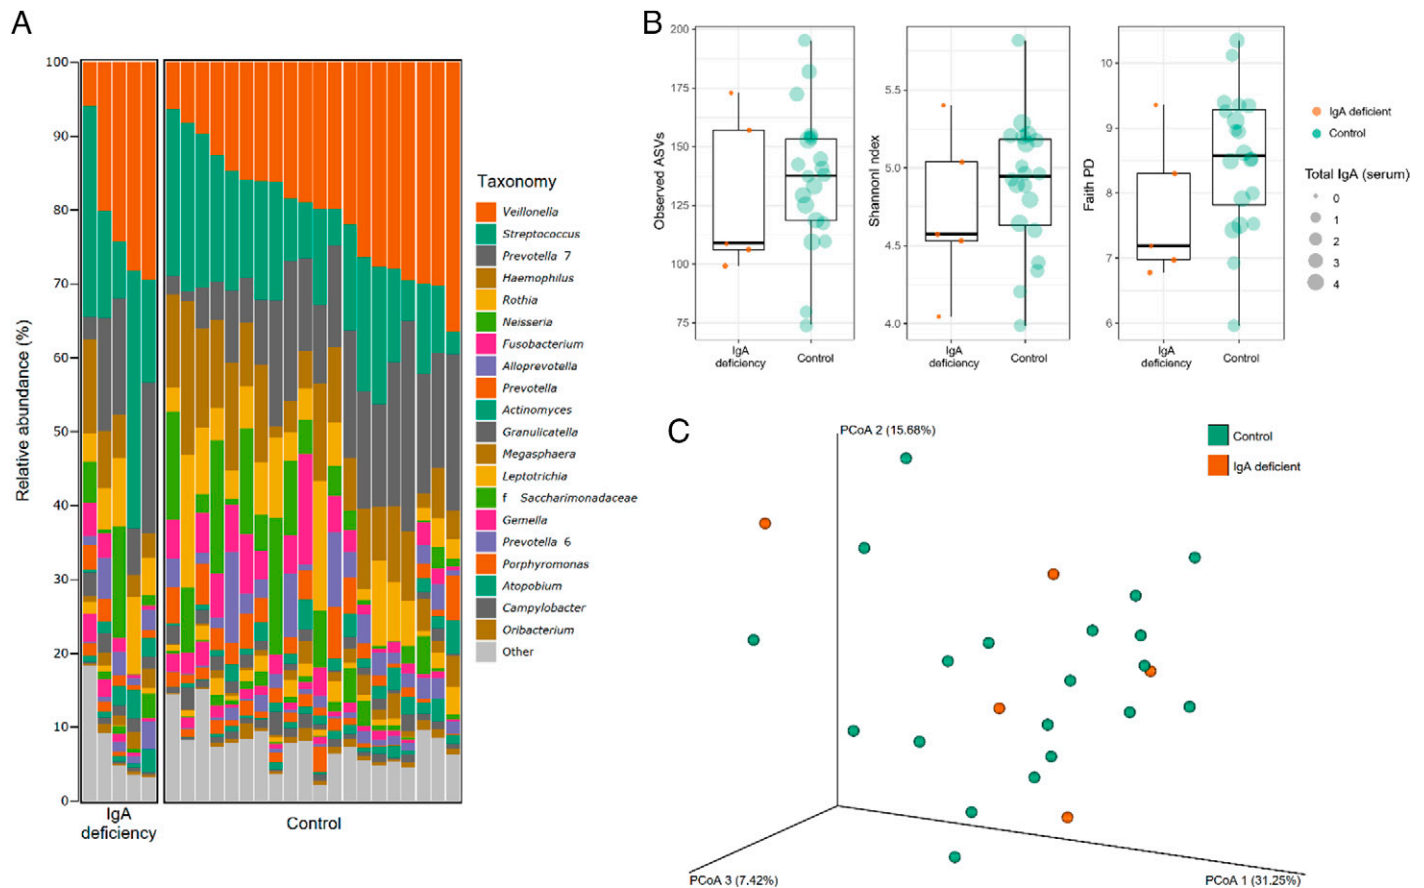 A
Relative abundance (%)
100
90
80
70
60
50
40
30
20
10
0
IgA
deficiency
Control
Taxonomy
Veillonella
Streptococcus
Prevotella 7
Haemophilus
Rothia
Neisseria
Fusobacterium
Alloprevotella
Prevotella
Actinomyces
Granulicatella
Megasphaera
Leptotrichia
f Saccharimonadaceae
Gemella
Prevotella 6
Porphyromonas
Atopobium
Campylobacter
Oribacterium
Other
B
Observed ASVs
200
175
150
125
100
75
IgA
deficiency
Control
ShannonI ndex
5.5
5.0
4.5
4.0
IgA
deficiency
Control
Faith PD
10
9
8
7
6
IgA
deficiency
Control
IgA deficient
Control
Total IgA (serum)
0
1
2
3
4
C
PCoA 2 (15.68%)
Control
IgA deficient
PCoA 3 (7.42%)
PCoA 1 (31.25%)